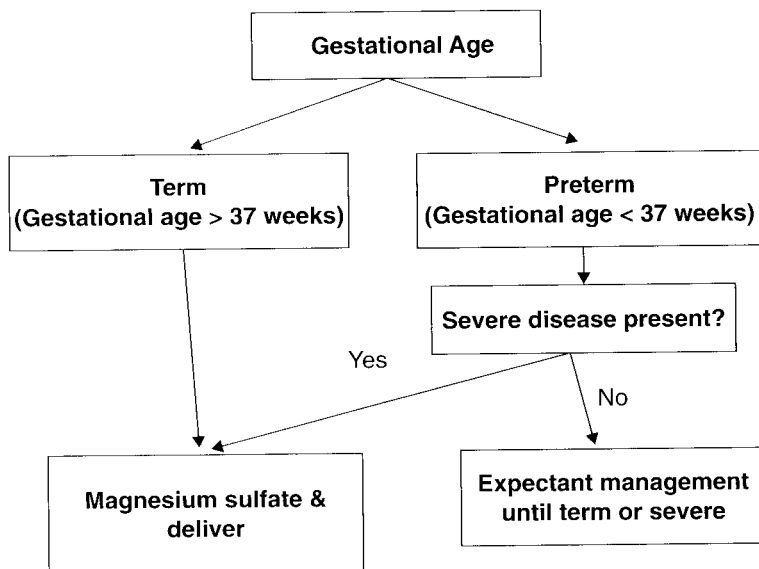 Gestational Age
Term
(Gestational age > 37 weeks)
Preterm
(Gestational age < 37 weeks)
Severe disease present?
Yes
No
Magnesium sulfate &
deliver
Expectant management
until term or severe